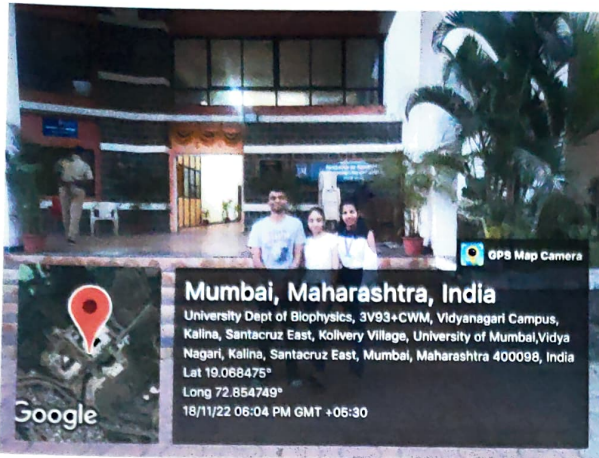 GPS Map Camera
Mumbai, Maharashtra, India
University Dept of Biophysics, 3V93+CWM, Vidyanagari Campus,
Kalina, Santacruz East, Kolivery Village, University of Mumbai,Vidya
Nagari, Kalina, Santacruz East, Mumbai, Maharashtra 400098, India
Lat 19.068475°
Long 72.854749°
18/11/22 06:04 PM GMT +05:30
Google